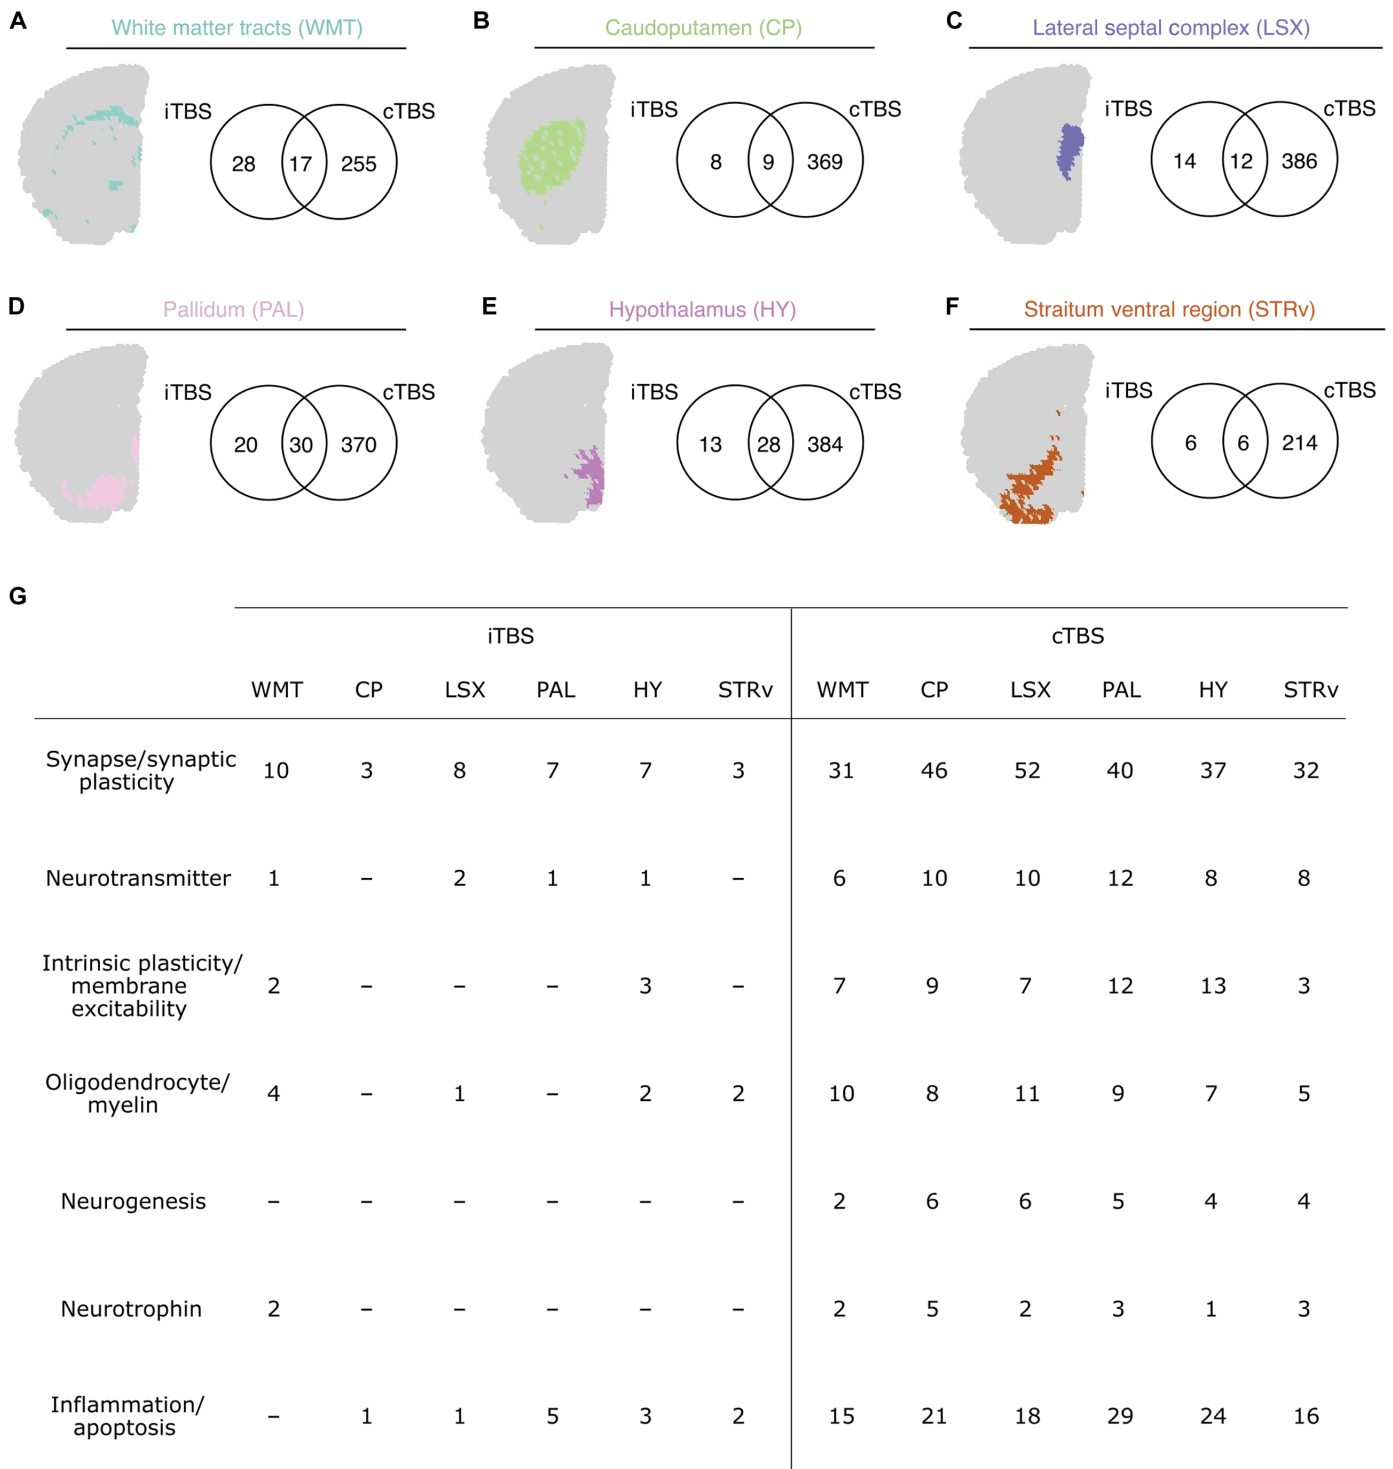 A
White matter tracts (WMT)
iTBS
cTBS
28 17 255
B
Caudoputamen (CP)
iTBS
cTBS
8 9 369
C
Lateral septal complex (LSX)
iTBS
cTBS
14 12 386
D
Pallidum (PAL)
iTBS
cTBS
20 30 370
E
Hypothalamus (HY)
iTBS
cTBS
13 28 384
F
Straitum ventral region (STRv)
iTBS
cTBS
6 6 214
G
iTBS cTBS
WMT CP LSX PAL HY STRv WMT CP LSX PAL HY STRv
Synapse/synaptic
plasticity
10 3 8 7 7 3 31 46 52 40 37 32
Neurotransmitter 1 – 2 1 1 – 6 10 10 12 8 8
Intrinsic plasticity/
membrane
excitability
2 – – – 3 – 7 9 7 12 13 3
Oligodendrocyte/
myelin
4 – 1 – 2 2 10 8 11 9 7 5
Neurogenesis – – – – – – 2 6 6 5 4 4
Neurotrophin 2 – – – – – 2 5 2 3 1 3
Inflammation/
apoptosis
– 1 1 5 3 2 15 21 18 29 24 16